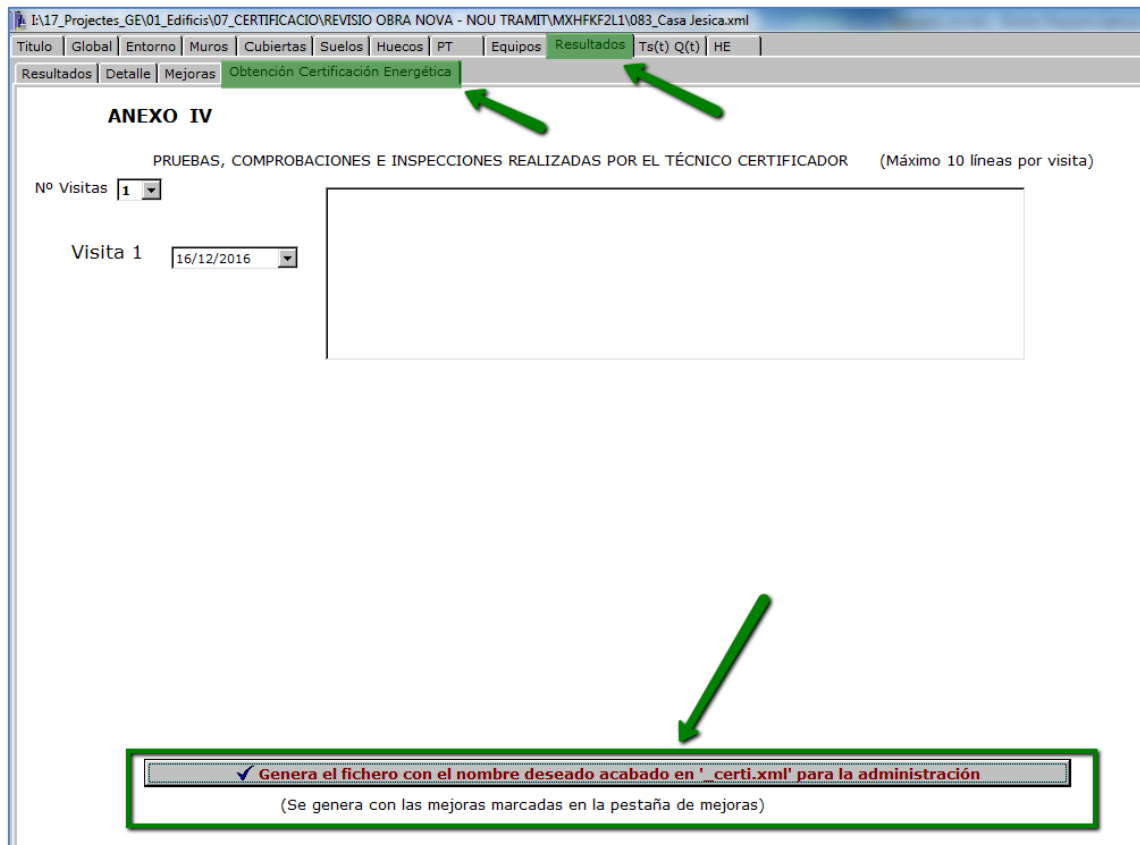 I:\17_Projectes_GE\01_Edificis\07_CERTIFICACIO\REVISIO OBRA NOVA - NOU TRAMIT\MXHFKF2L1\083_Casa Jesica.xml
Titulo Global Entorno Muros Cubiertas Suelos Huecos PT Equipos Resultados Ts(t) Q(t) HE
Resultados Detalle Mejoras Obtención Certificación Energética
ANEXO IV
PRUEBAS, COMPROBACIONES E INSPECCIONES REALIZADAS POR EL TÉCNICO CERTIFICADOR (Máximo 10 líneas por visita)
Nº Visitas 1
Visita 1 16/12/2016
Genera el fichero con el nombre deseado acabado en '_certi.xml' para la administración
(Se genera con las mejoras marcadas en la pestaña de mejoras)